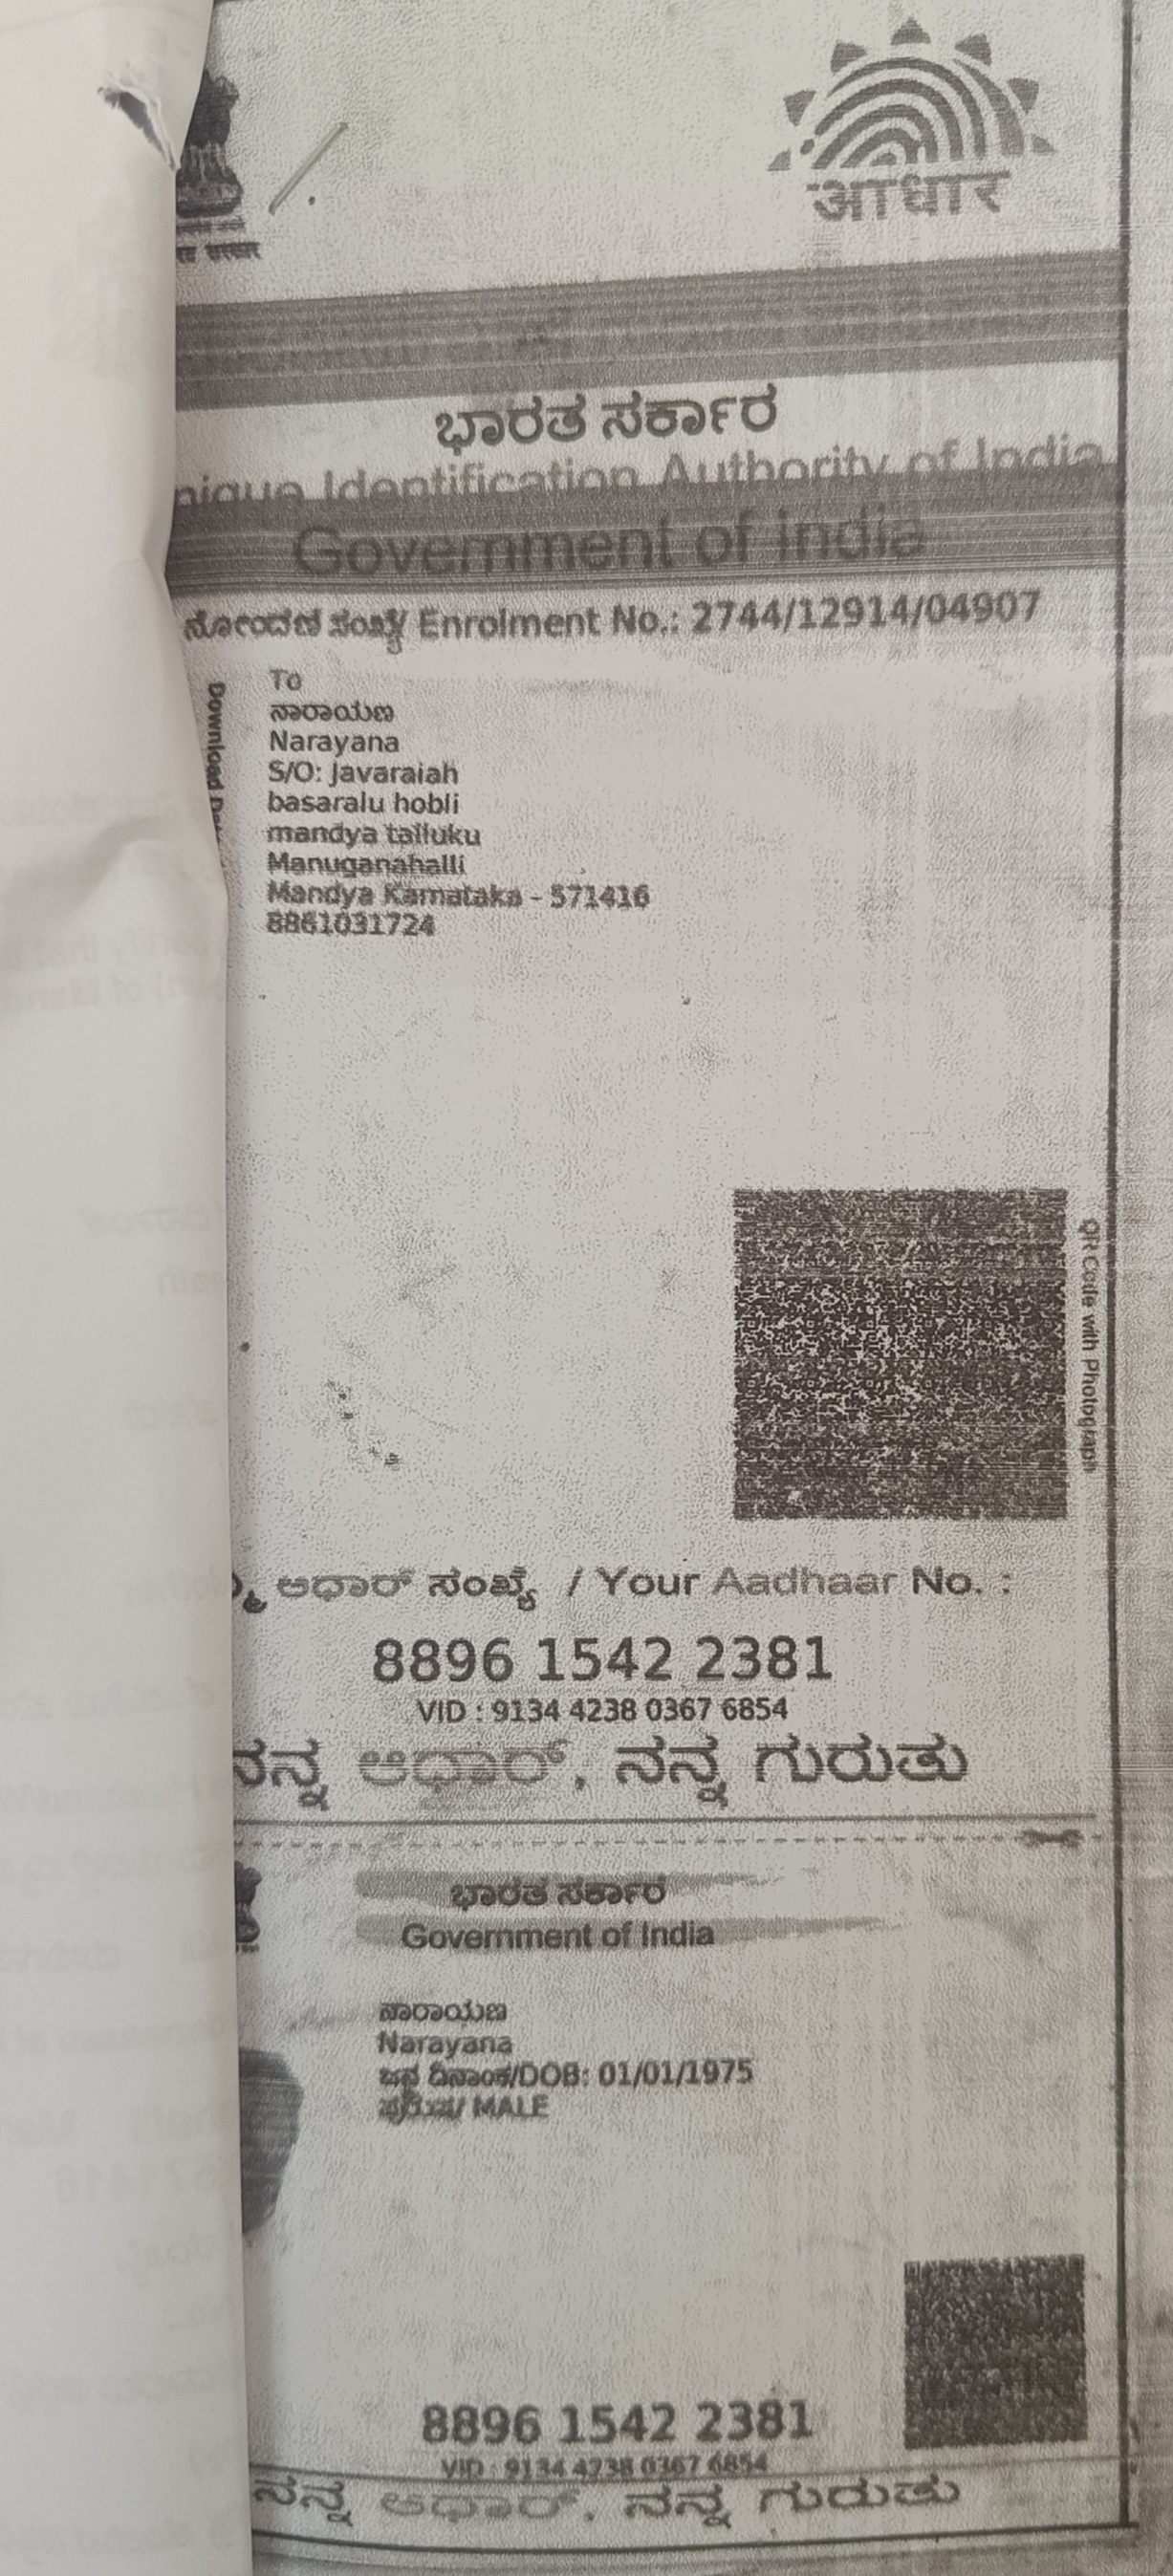 आधार
ಭಾರತ ಸರ್ಕಾರ
nique Identification Authority of India
Government of India
ನೋಂದಣಿ ಸಂಖ್ಯೆ/ Enrolment No.: 2744/12914/04907
Download
To
ನಾರಾಯಣ
Narayana
S/O: Javaraiah
basaralu hobli
mandya talluku
Manuganahalli
Mandya Karnataka - 571416
8861031724
QR Code with Photograph
ಆಧಾರ್ ಸಂಖ್ಯೆ / Your Aadhaar No. :
8896 1542 2381
VID : 9134 4238 0367 6854
ನನ್ನ ಆಧಾರ್, ನನ್ನ ಗುರುತು
ಭಾರತ ಸರ್ಕಾರ
Government of India
ನಾರಾಯಣ
Narayana
ಜನ್ಮ ದಿನಾಂಕ/DOB: 01/01/1975
ಪುರುಷ/ MALE
8896 1542 2381
VID : 9134 4238 0367 6854
ನನ್ನ ಆಧಾರ್, ನನ್ನ ಗುರುತು